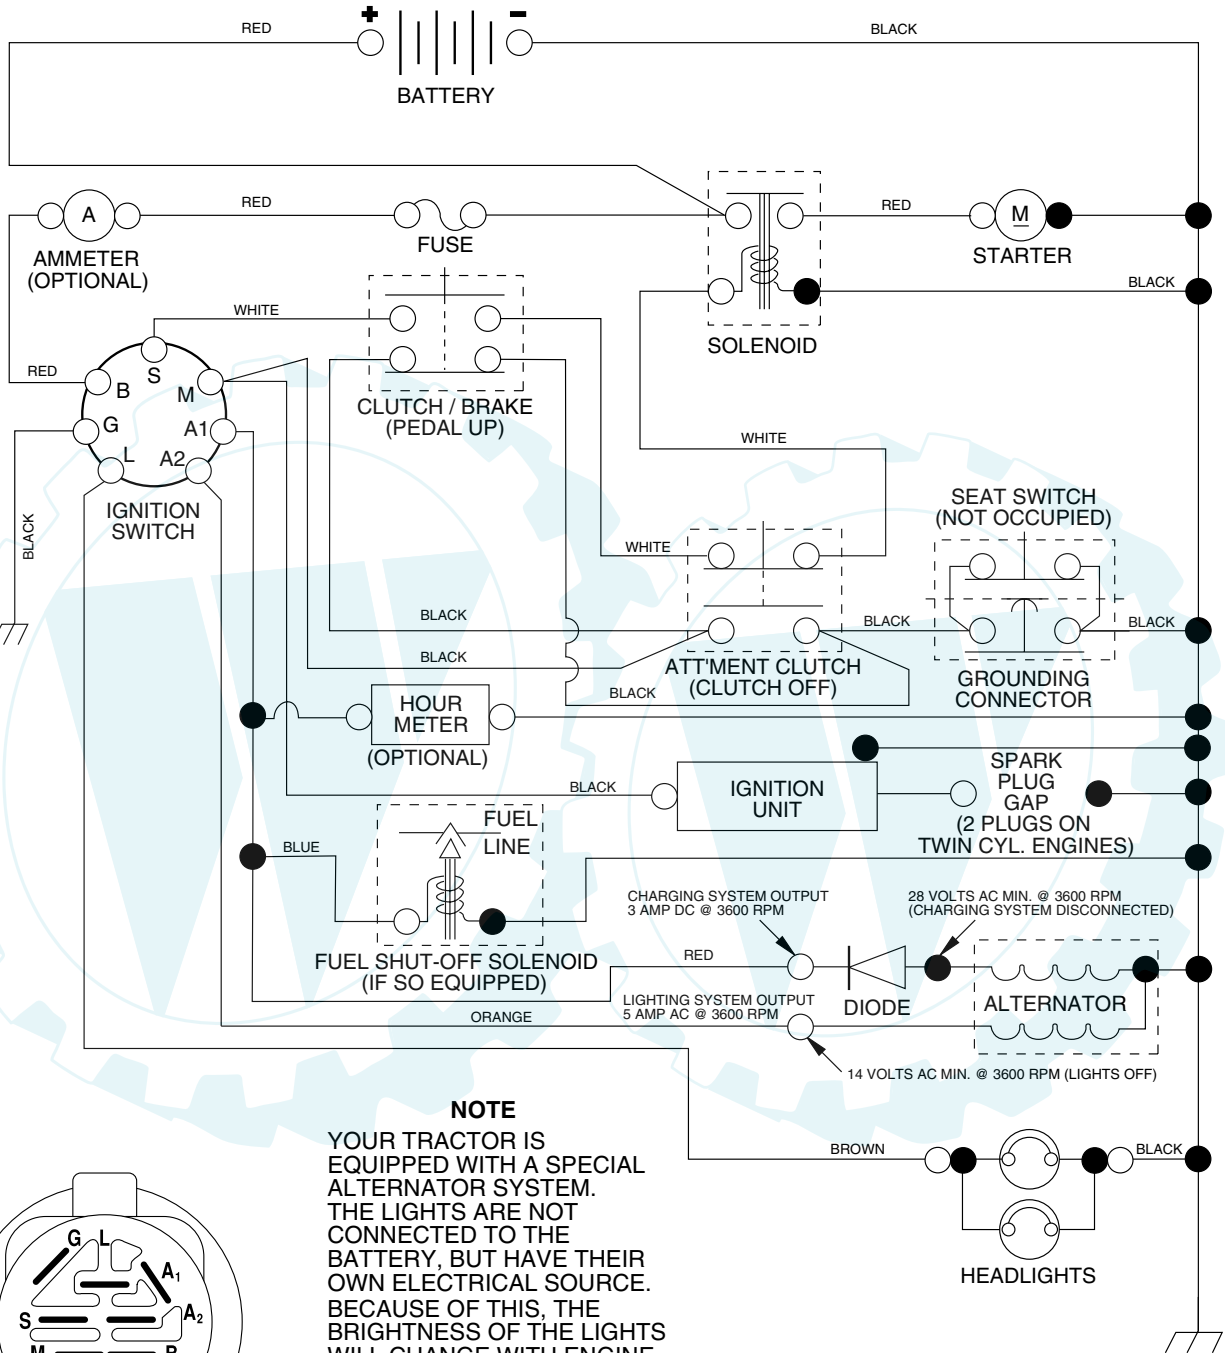 + -
RED
BLACK
BATTERY
RED
A
RED
M
AMMETER
(OPTIONAL)
FUSE
STARTER
BLACK
WHITE
SOLENOID
RED
S
B
M
G
A1
L
A2
CLUTCH / BRAKE
(PEDAL UP)
IGNITION
SWITCH
BLACK
WHITE
SEAT SWITCH
(NOT OCCUPIED)
WHITE
BLACK
BLACK
BLACK
BLACK
ATT'MENT CLUTCH
(CLUTCH OFF)
GROUNDING
CONNECTOR
BLACK
HOUR
METER
(OPTIONAL)
BLACK
IGNITION
UNIT
SPARK
PLUG
GAP
(2 PLUGS ON
TWIN CYL. ENGINES)
FUEL
LINE
BLUE
FUEL SHUT-OFF SOLENOID
(IF SO EQUIPPED)
CHARGING SYSTEM OUTPUT
3 AMP DC @ 3600 RPM
28 VOLTS AC MIN. @ 3600 RPM
(CHARGING SYSTEM DISCONNECTED)
RED
DIODE
ALTERNATOR
LIGHTING SYSTEM OUTPUT
5 AMP AC @ 3600 RPM
ORANGE
14 VOLTS AC MIN. @ 3600 RPM (LIGHTS OFF)
BROWN
BLACK
HEADLIGHTS
NOTE
YOUR TRACTOR IS
EQUIPPED WITH A SPECIAL
ALTERNATOR SYSTEM.
THE LIGHTS ARE NOT
CONNECTED TO THE
BATTERY, BUT HAVE THEIR
OWN ELECTRICAL SOURCE.
BECAUSE OF THIS, THE
BRIGHTNESS OF THE LIGHTS
WILL CHANGE WITH ENGINE
G L
A1
A2
S
M
B